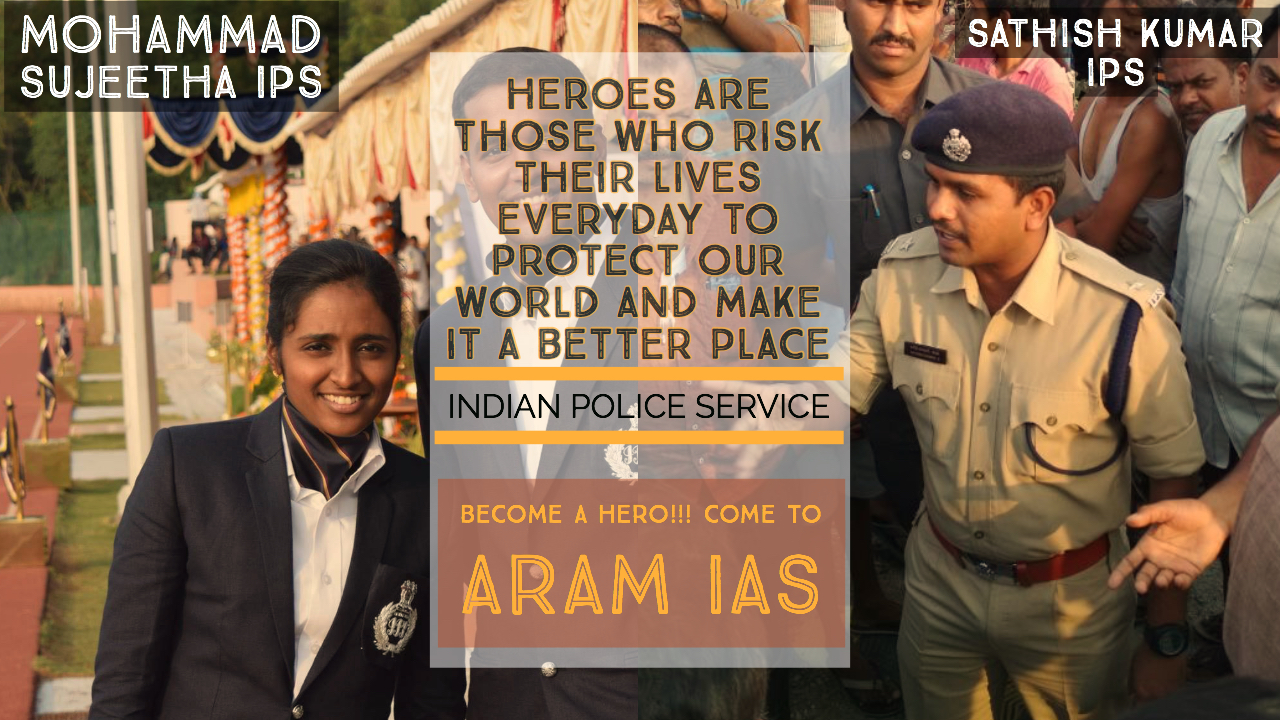 MOHAMMAD
SUJEETHA IPS
SATHISH KUMAR
IPS
HEROES ARE
THOSE WHO RISK
THEIR LIVES
EVERYDAY TO
PROTECT OUR
WORLD AND MAKE
IT A BETTER PLACE
INDIAN POLICE SERVICE
BECOME A HERO!!! COME TO
ARAM IAS